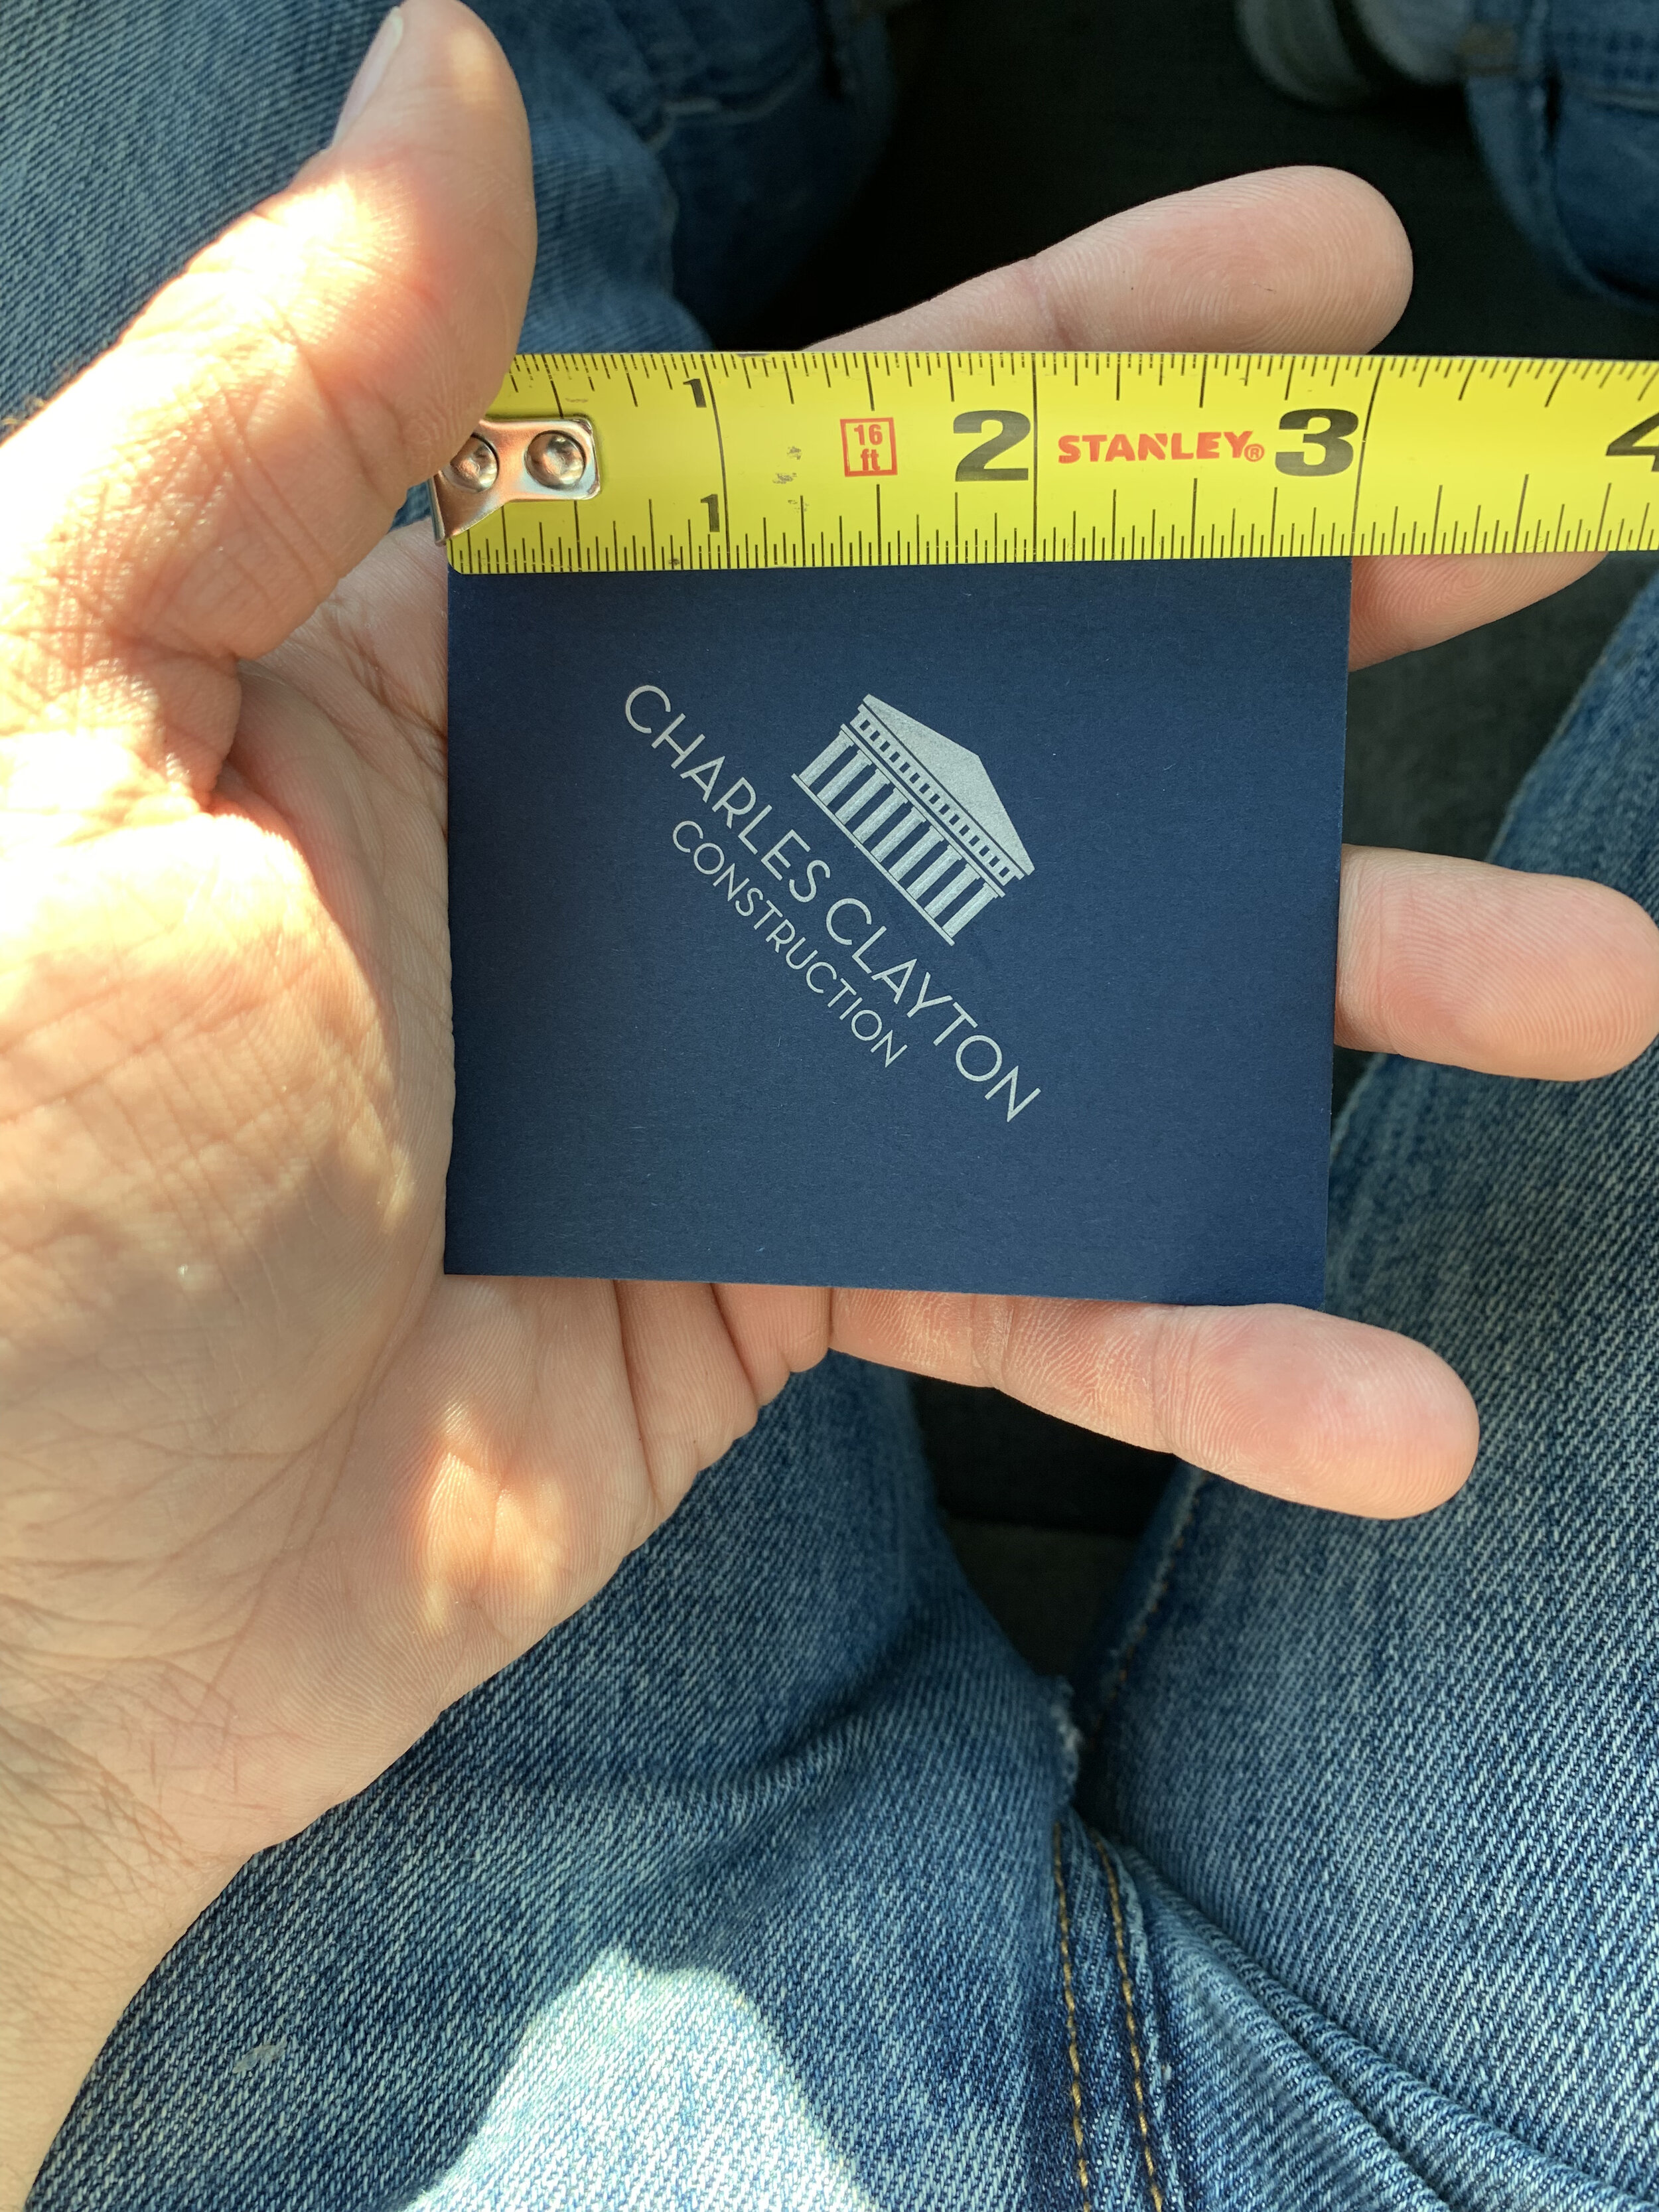 1
16
ft
2
STANLEY®
3
4
1
CHARLES CLAYTON
CONSTRUCTION